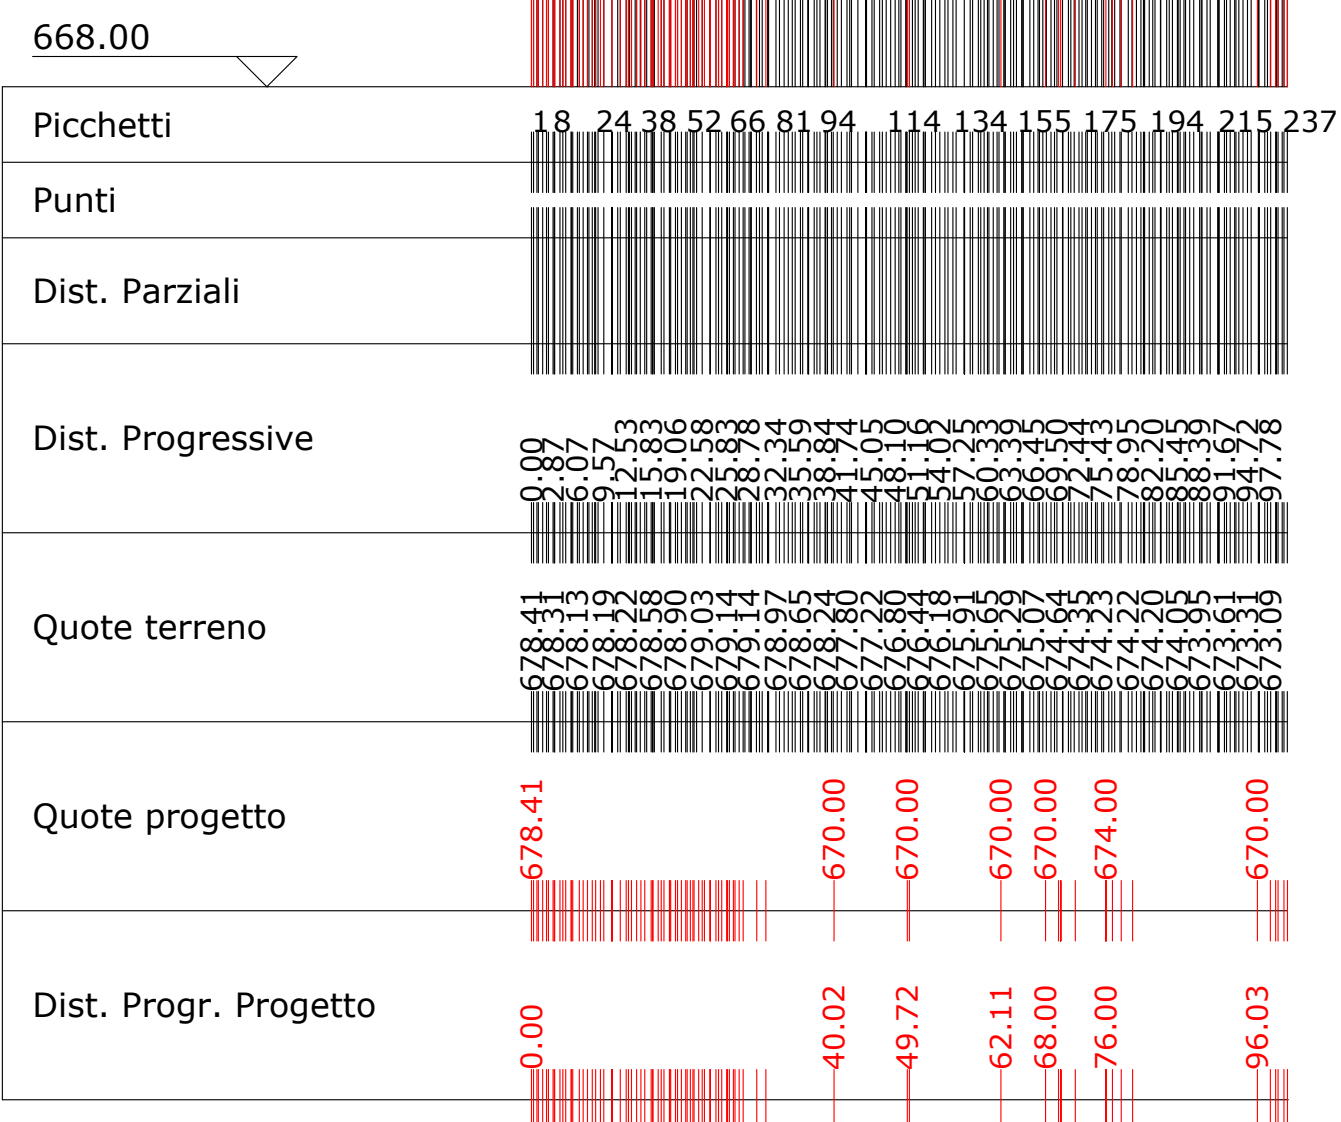 668.00
Picchetti 1 8 24 38 52 66 81 94 114 134 155 175 194 215 237
Punti
Dist. Parziali
Dist. Progressive 0.00 2.87 6.07 9.57 12.53 15.83 19.06 22.58 25.83 28.78 32.34 35.59 38.84 41.74 45.05 48.10 51.16 54.02 57.25 60.33 63.39 66.45 69.50 72.44 75.43 78.95 82.20 85.45 88.39 91.67 94.72 97.78
Quote terreno 678.41 678.31 678.13 678.19 678.22 678.58 678.90 679.03 679.14 679.14 678.97 678.65 678.24 677.80 677.22 676.80 676.44 676.18 675.91 675.65 675.29 675.07 674.64 674.35 674.23 674.22 674.20 674.05 673.95 673.61 673.31 673.09
Quote progetto 678.41 670.00 670.00 670.00 670.00 674.00 670.00
Dist. Progr. Progetto 0.00 40.02 49.72 62.11 68.00 76.00 96.03